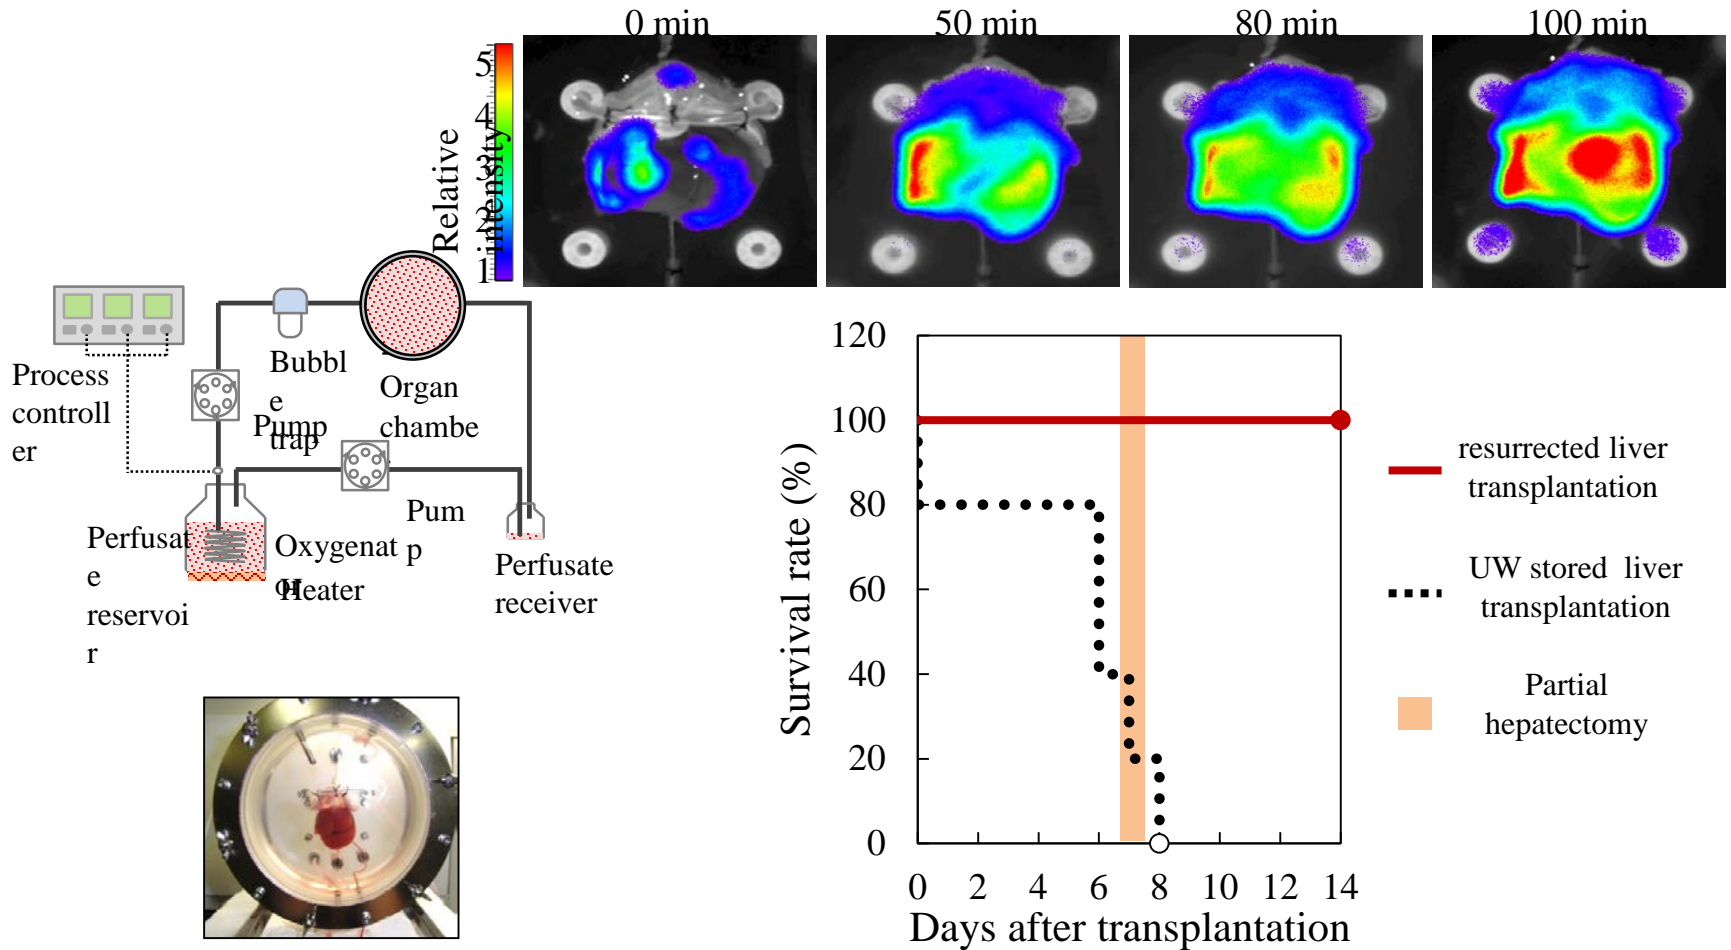 0 min
50 min
80 min
100 min
Relative
intensity
5
4
3
2
1
Process
controll
er
Bubbl
e
trap
Pump
Organ
chambe
Pum
p
Perfusat
e
reservoi
r
Oxygenat
or
Heater
Perfusate
receiver
Survival rate (%)
120
100
80
60
40
20
0
0 2 4 6 8 10 12 14
Days after transplantation
resurrected liver
transplantation
UW stored liver
transplantation
Partial
hepatectomy